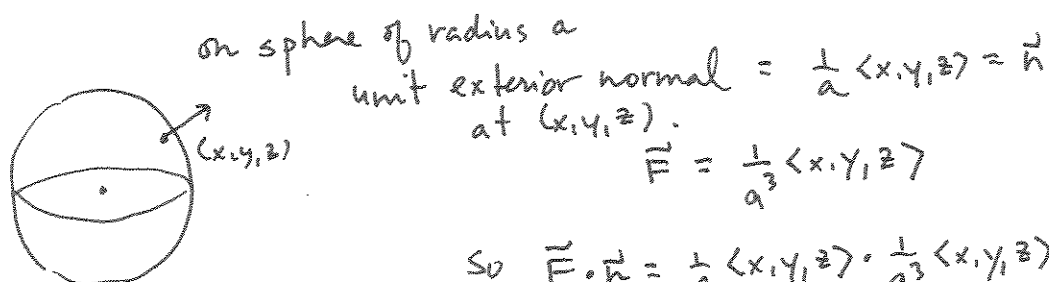 on sphere of radius a
unit exterior normal = 1/a <x,y,z> = n⃗
at (x,y,z).
(x,y,z)
F⃗ = 1/a³ <x,y,z>
So F⃗ · n⃗ = 1/a <x,y,z> · 1/a³ <x,y,z>